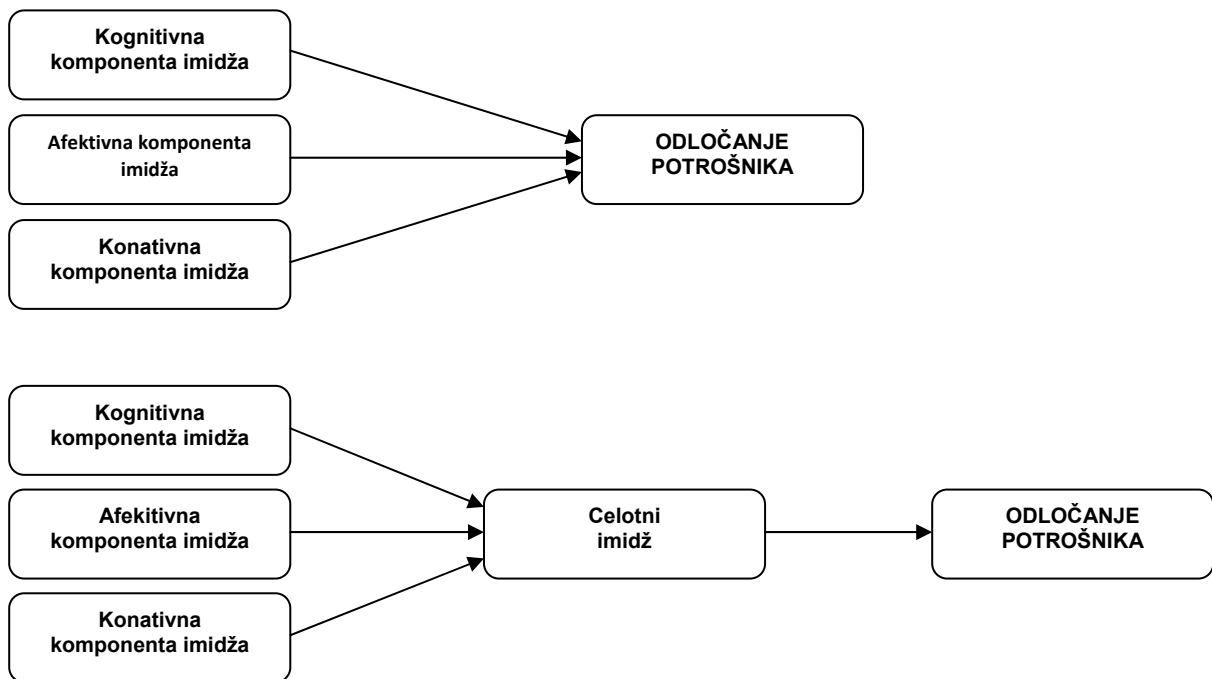 Kognitivna
komponenta imidža
Afektivna komponenta
imidža
Konativna
komponenta imidža
ODLOČANJE
POTROŠNIKA
Kognitivna
komponenta imidža
Afekitivna
komponenta imidža
Konativna
komponenta imidža
Celotni
imidž
ODLOČANJE
POTROŠNIKA